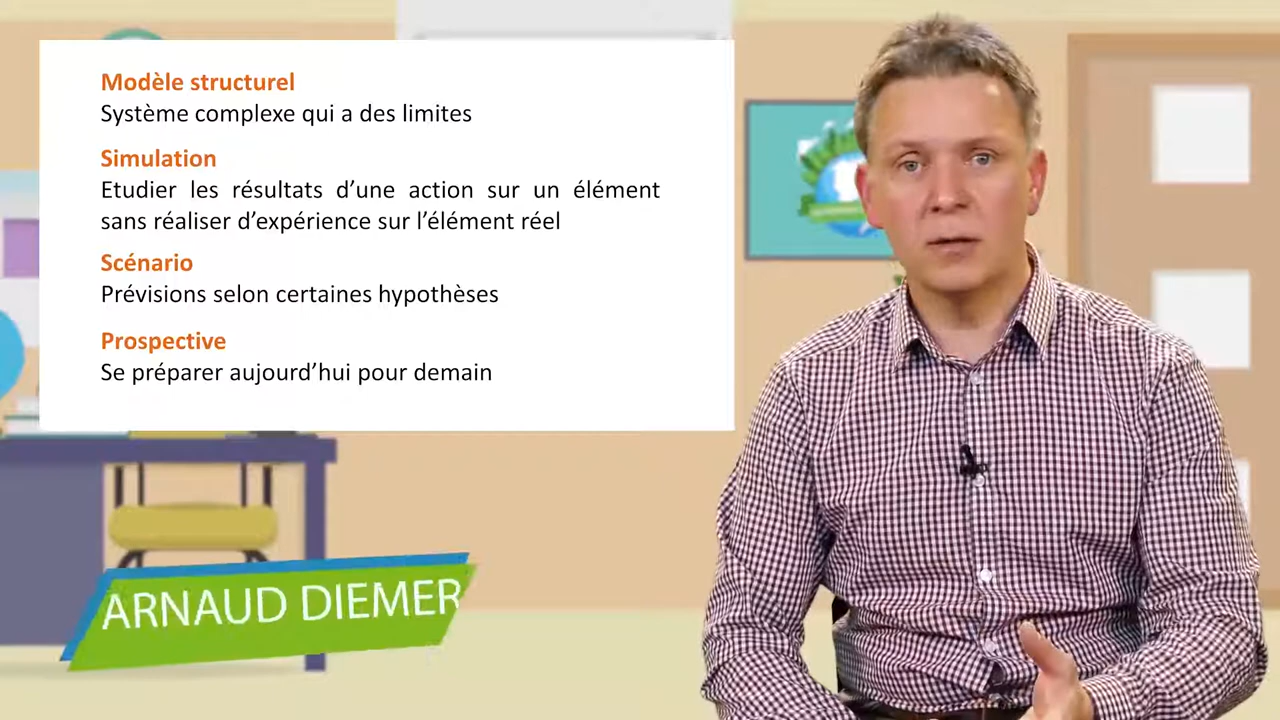 Modèle structurel
Système complexe qui a des limites
Simulation
Etudier les résultats d’une action sur un élément
sans réaliser d’expérience sur l’élément réel
Scénario
Prévisions selon certaines hypothèses
Prospective
Se préparer aujourd’hui pour demain
ARNAUD DIEMER